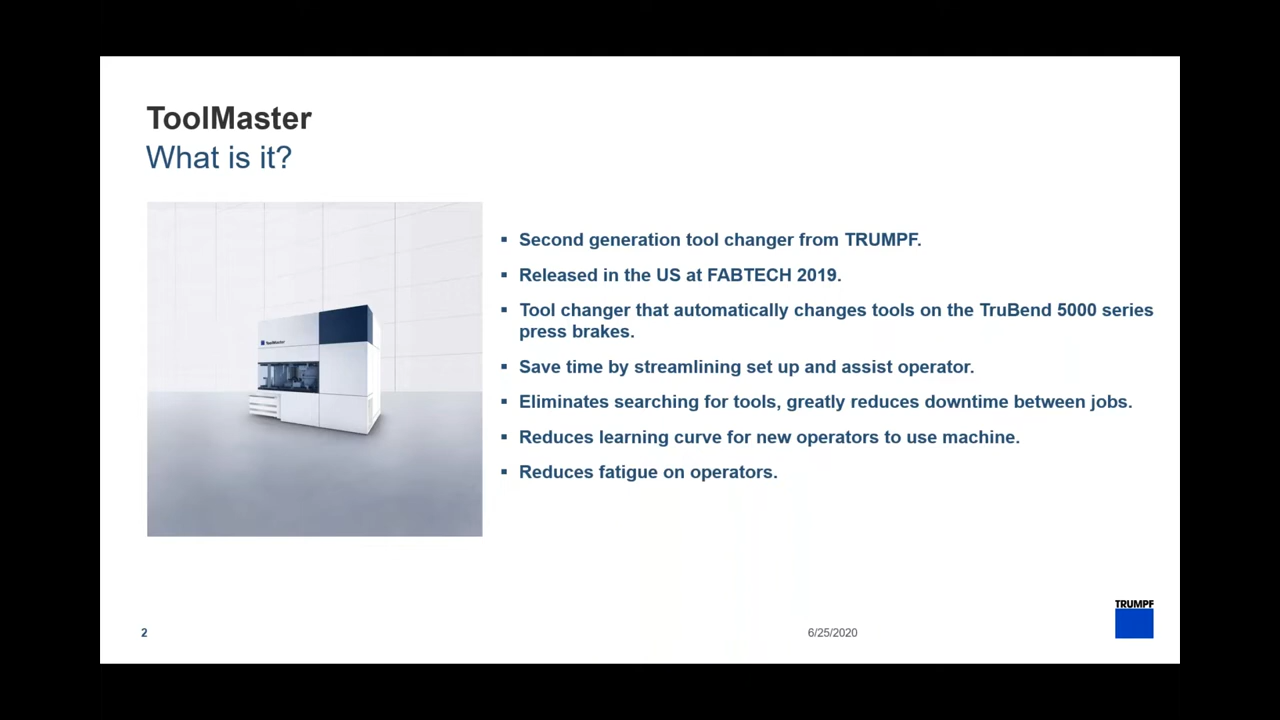 ToolMaster
What is it?
ToolMaster
▪ Second generation tool changer from TRUMPF.
▪ Released in the US at FABTECH 2019.
▪ Tool changer that automatically changes tools on the TruBend 5000 series
press brakes.
▪ Save time by streamlining set up and assist operator.
▪ Eliminates searching for tools, greatly reduces downtime between jobs.
▪ Reduces learning curve for new operators to use machine.
▪ Reduces fatigue on operators.
TRUMPF
2
6/25/2020